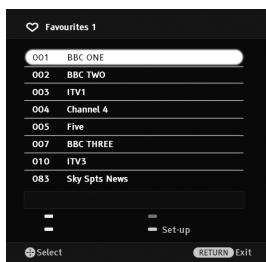 Favourites 1
001 BBC ONE
002 BBC TWO
003 ITV1
004 Channel 4
005 Five
007 BBC THREE
010 ITV3
083 Sky Spts News
Set-up
Select RETURN Exit